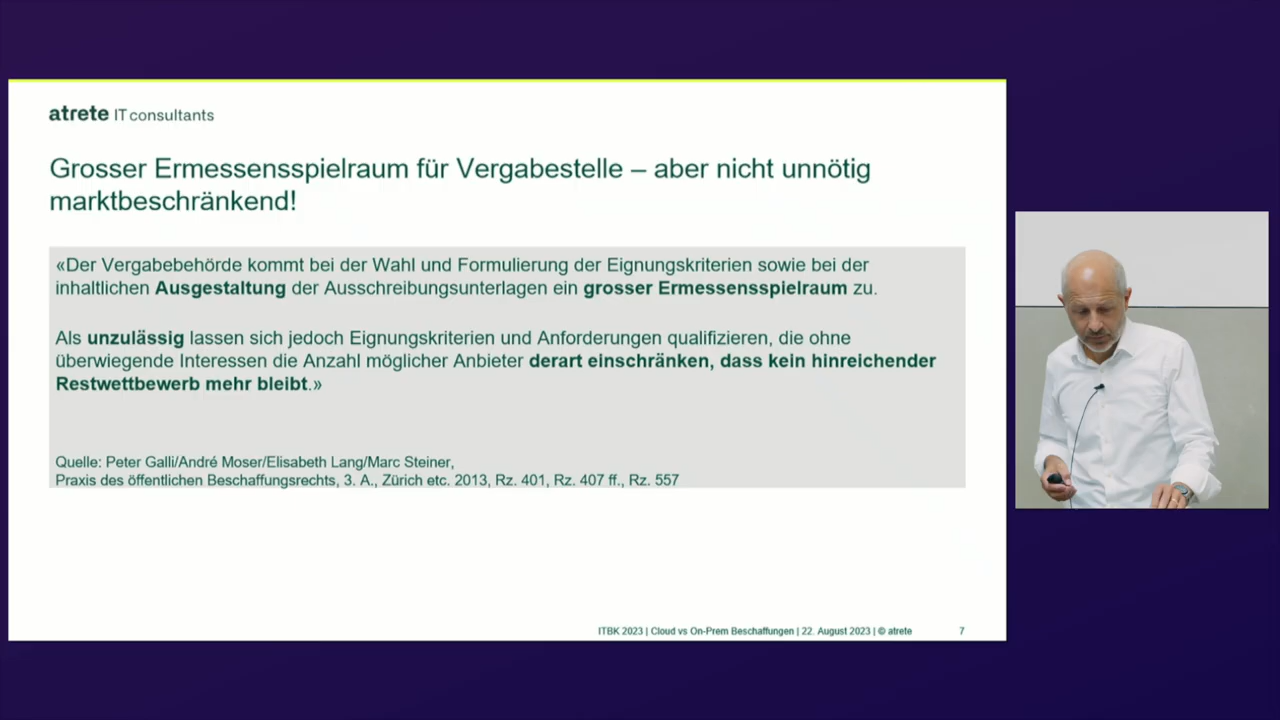 atrete IT consultants
Grosser Ermessensspielraum für Vergabestelle – aber nicht unnötig
marktbeschränkend!
«Der Vergabebehörde kommt bei der Wahl und Formulierung der Eignungskriterien sowie bei der
inhaltlichen Ausgestaltung der Ausschreibungsunterlagen ein grosser Ermessensspielraum zu.
Als unzulässig lassen sich jedoch Eignungskriterien und Anforderungen qualifizieren, die ohne
überwiegende Interessen die Anzahl möglicher Anbieter derart einschränken, dass kein hinreichender
Restwettbewerb mehr bleibt.»
Quelle: Peter Galli/André Moser/Elisabeth Lang/Marc Steiner,
Praxis des öffentlichen Beschaffungsrechts, 3. A., Zürich etc. 2013, Rz. 401, Rz. 407 ff., Rz. 557
ITBK 2023 | Cloud vs On-Prem Beschaffungen | 22. August 2023 | © atrete 7